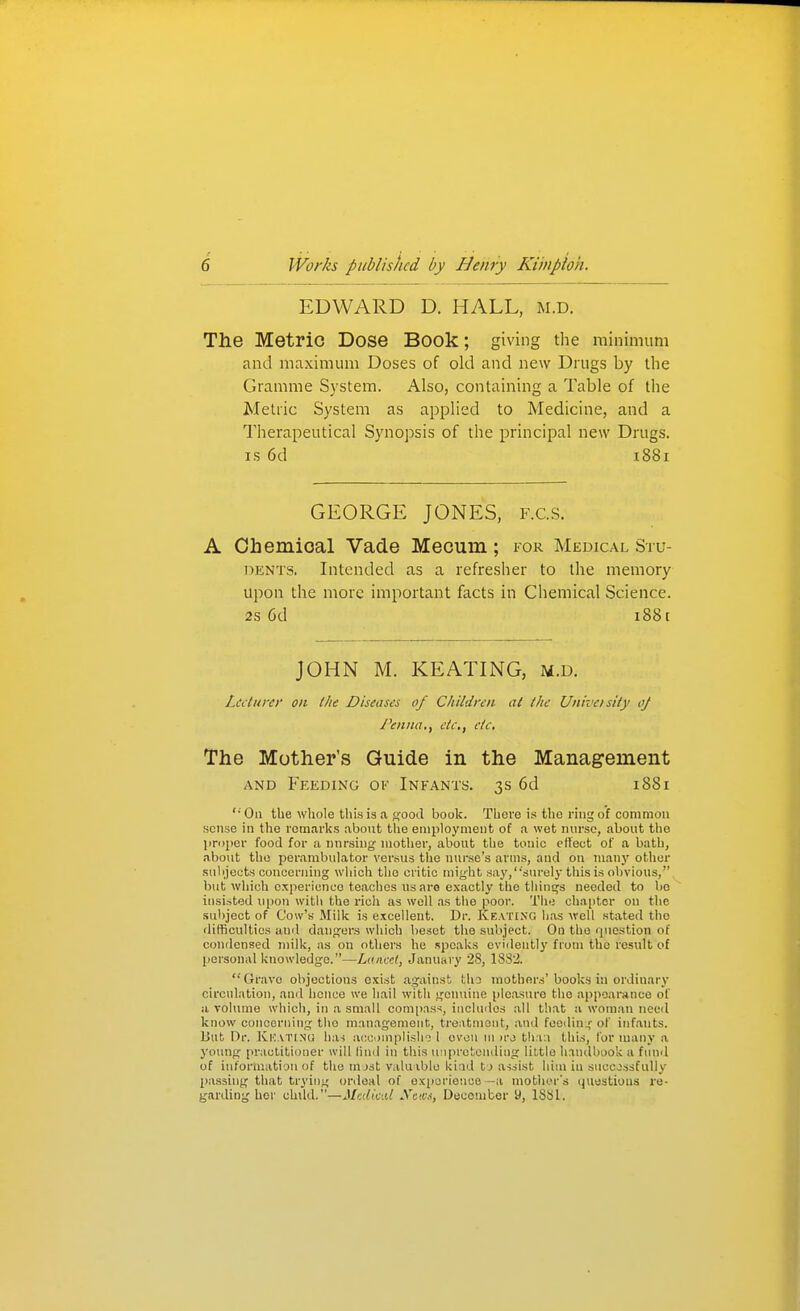 6 Works published by Henry Kimpton.
EDWARD D. HALL, M.D.
The Metric Dose Book; giving the minimum
and maximum Doses of old and new Drugs by the
Gramme System. Also, containing a Table of the
Metric System as applied to Medicine, and a
Therapeutical Synopsis of the principal new Drugs.
1s 6d 1881
GEORGE JONES, F.C.S.
A Chemical Vade Mecum; FOR MEDICAL STU-
DENTS. Intended as a refresher to the memory
upon the more important facts in Chemical Science.
2s 6d 1881
JOHN M. KEATING, M.D.
Lecturer on the Diseases of Children at the University of
Penna., etc., etc.
The Mother's Guide in the Management
AND FEEDING OF INFANTS. 3s 6d 1881
"On the whole this is a good book. There is the ring of common
sense in the remarks about the employment of a wet nurse, about the
proper food for a nursing mother, about the tonic effect of a bath,
about the perambulator versus the nurse's arms, and on many other
subjects concerning which the critic might say, "surely this is obvious,"
but which experience teaches us are exactly the things needed to be
insisted upon with the rich as well as the poor. The chapter on the
subject of Cow's Milk is excellent. Dr. KEATING has well stated the
difficulties and dangers which beset the subject. On the question of
condensed milk, as on others he speaks evidently from the result of
personal knowledge."—Lancet, January 28, 1882.
"Grave objections exist against the mothers' books in ordinary
circulation, and hence we hail with genuine pleasure the appearance of
a volume which, in a small compass, includes all that a woman need
know concerning the management, treatment, and feeding of infants.
But Dr. KEATING has accomplished even more than this, for many a
young practitioner will find in this unpretending little handbook a fund
of information of the most valuable kind to assist him in successfully
passing that trying ordeal of experience—a mother's questions re-
garding her child."—Medical News, December 9, 1881.